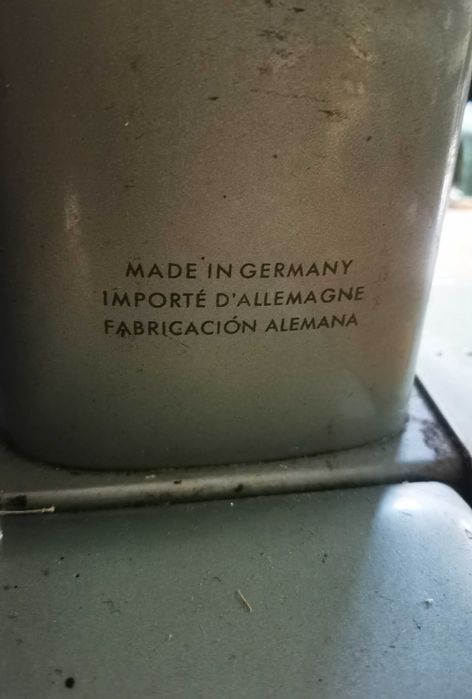 MADE IN GERMANY
IMPORTÉ D'ALLEMAGNE
FABRICACIÓN ALEMANA